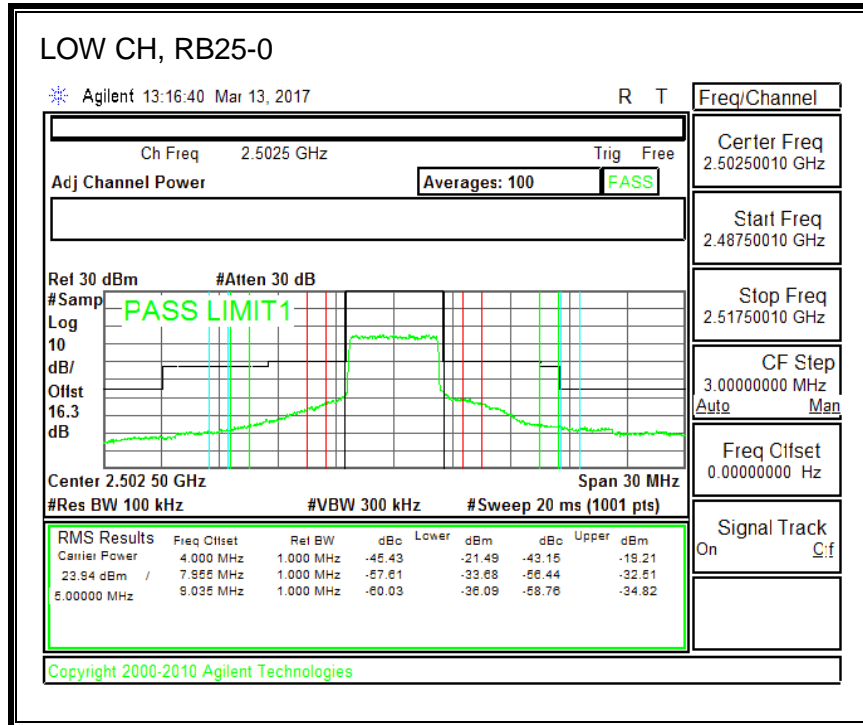 LOW CH, RB25-0
Agilent 13:16:40 Mar 13, 2017 R T
Freq/Channel
Ch Freq 2.5025 GHz Trig Free
Adj Channel Power Averages: 100 PASS
Center Freq
2.50250010 GHz
Start Freq
2.48750010 GHz
Stop Freq
2.51750010 GHz
CF Step
3.00000000 MHz
Auto Man
Freq Offset
0.00000000 Hz
Signal Track
On Off
Ref 30 dBm #Atten 30 dB
#Samp
Log
10
dB/
Offst
16.3
dB
PASS LIMIT1
Center 2.502 50 GHz Span 30 MHz
#Res BW 100 kHz #VBW 300 kHz #Sweep 20 ms (1001 pts)
RMS Results Freq Offset Ref BW dBc Lower dBm dBc Upper dBm
Carrier Power 4.000 MHz 1.000 MHz -45.43 -21.49 -43.15 -19.21
23.94 dBm / 7.955 MHz 1.000 MHz -57.61 -33.68 -56.44 -32.51
5.00000 MHz 9.035 MHz 1.000 MHz -60.03 -36.09 -58.76 -34.82
Copyright 2000-2010 Agilent Technologies